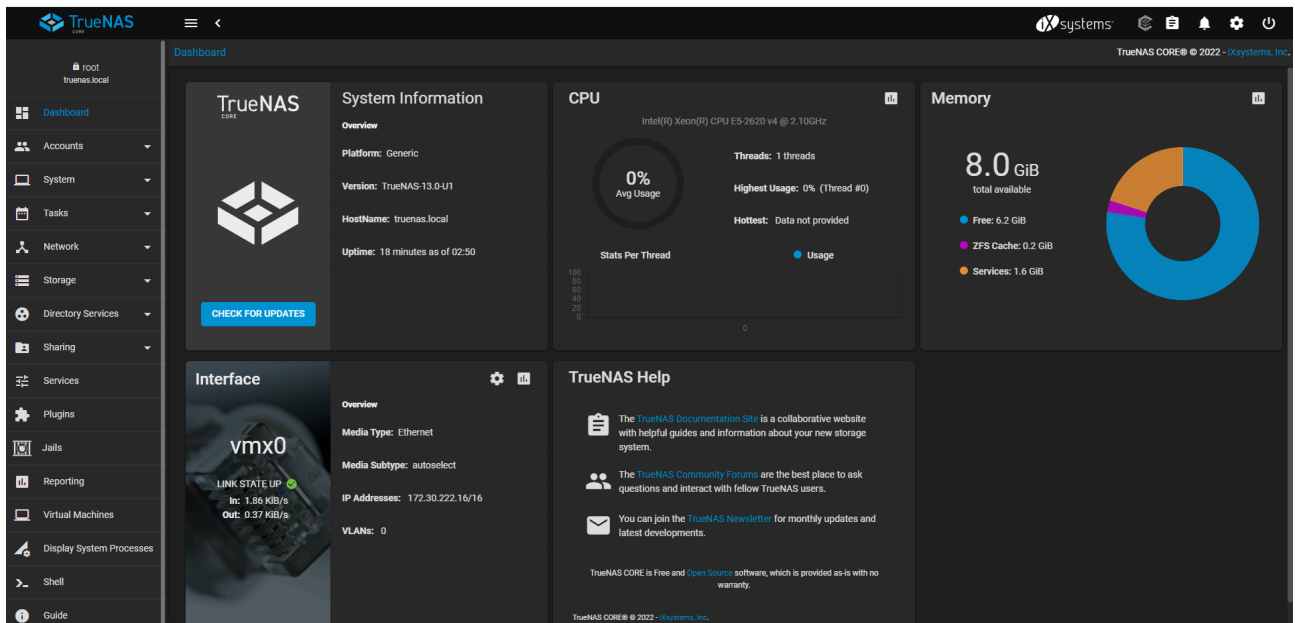 TrueNAS
CORE
iX systems
root
truenas.local
Dashboard
Accounts
System
Tasks
Network
Storage
Directory Services
Sharing
Services
Plugins
Jails
Reporting
Virtual Machines
Display System Processes
Shell
Guide
Dashboard
TrueNAS CORE® © 2022 - iXsystems, Inc.
TrueNAS
CORE
CHECK FOR UPDATES
System Information
Overview
Platform: Generic
Version: TrueNAS-13.0-U1
HostName: truenas.local
Uptime: 18 minutes as of 02:50
CPU
Intel(R) Xeon(R) CPU E5-2620 v4 @ 2.10GHz
0%
Avg Usage
Threads: 1 threads
Highest Usage: 0% (Thread #0)
Hottest: Data not provided
Stats Per Thread
Usage
100
80
60
40
20
0
0
Memory
8.0 GiB
total available
Free: 6.2 GiB
ZFS Cache: 0.2 GiB
Services: 1.6 GiB
Interface
vmx0
LINK STATE UP
In: 1.86 KiB/s
Out: 0.37 KiB/s
Overview
Media Type: Ethernet
Media Subtype: autoselect
IP Addresses: 172.30.222.16/16
VLANs: 0
TrueNAS Help
The TrueNAS Documentation Site is a collaborative website
with helpful guides and information about your new storage
system.
The TrueNAS Community Forums are the best place to ask
questions and interact with fellow TrueNAS users.
You can join the TrueNAS Newsletter for monthly updates and
latest developments.
TrueNAS CORE is Free and Open Source software, which is provided as-is with no
warranty.
TrueNAS CORE® © 2022 - iXsystems, Inc.